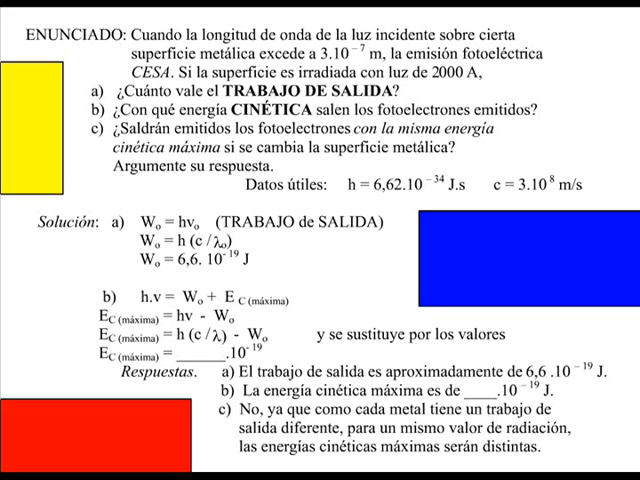 ENUNCIADO: Cuando la longitud de onda de la luz incidente sobre cierta
superficie metálica excede a 3.10⁻⁷ m, la emisión fotoeléctrica
CESA. Si la superficie es irradiada con luz de 2000 A,
a) ¿Cuánto vale el TRABAJO DE SALIDA?
b) ¿Con qué energía CINÉTICA salen los fotoelectrones emitidos?
c) ¿Saldrán emitidos los fotoelectrones con la misma energía
cinética máxima si se cambia la superficie metálica?
Argumente su respuesta.
Datos útiles: h = 6,62.10⁻³⁴ J.s c = 3.10⁸ m/s
Solución: a) Wₒ = hνₒ (TRABAJO de SALIDA)
Wₒ = h (c /λₒ)
Wₒ = 6,6. 10⁻¹⁹ J
b) h.ν = Wₒ + E C (máxima)
EC (máxima) = hν - Wₒ
EC (máxima) = h (c /λ) - Wₒ y se sustituye por los valores
EC (máxima) = ______.10⁻¹⁹
Respuestas. a) El trabajo de salida es aproximadamente de 6,6 .10⁻¹⁹ J.
b) La energía cinética máxima es de ____.10⁻¹⁹ J.
c) No, ya que como cada metal tiene un trabajo de
salida diferente, para un mismo valor de radiación,
las energías cinéticas máximas serán distintas.